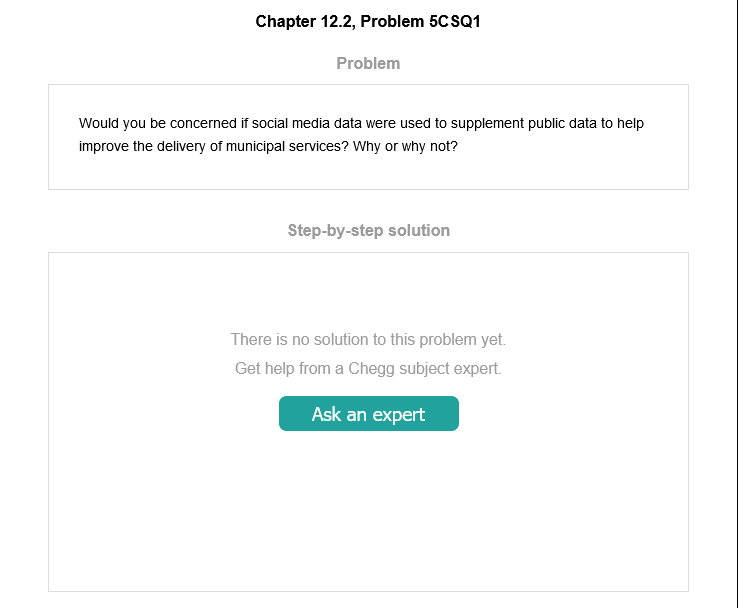 Chapter 12.2, Problem 5CSQ1
Problem
Would you be concerned if social media data were used to supplement public data to help
improve the delivery of municipal services? Why or why not?
Step-by-step solution
There is no solution to this problem yet.
Get help from a Chegg subject expert.
Ask an expert